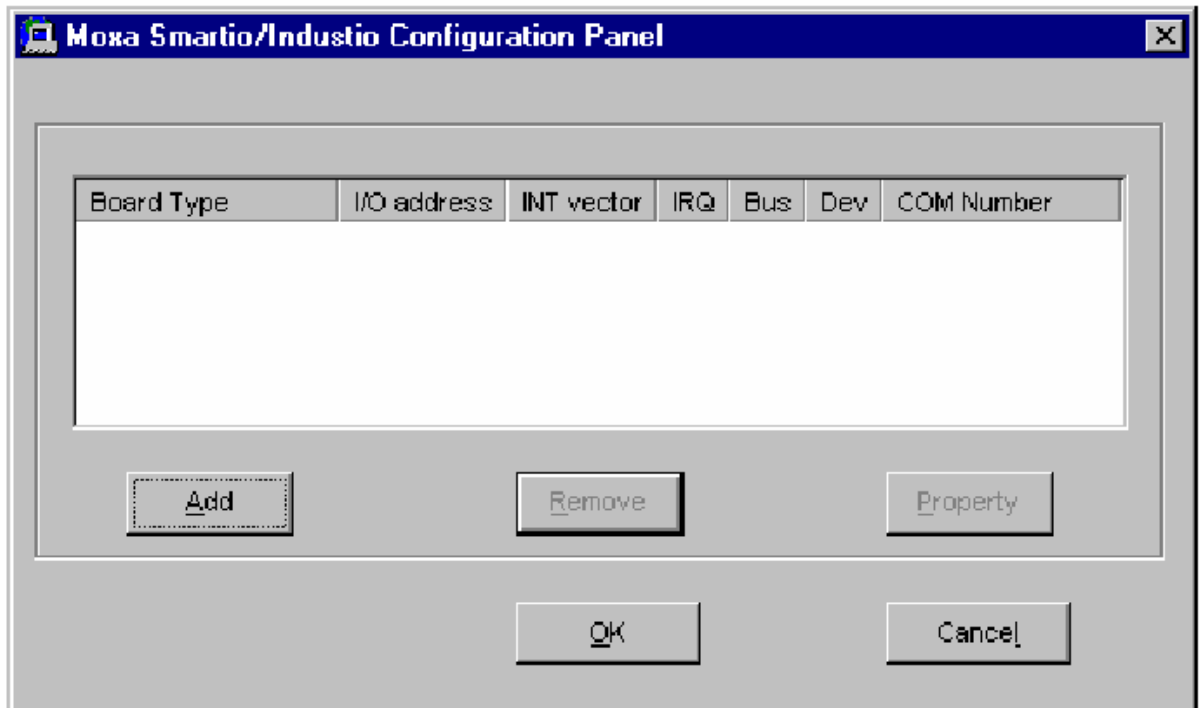 Moxa Smartio/Industio Configuration Panel
Board Type I/O address INT vector IRQ Bus Dev COM Number
Add Remove Property
OK Cancel